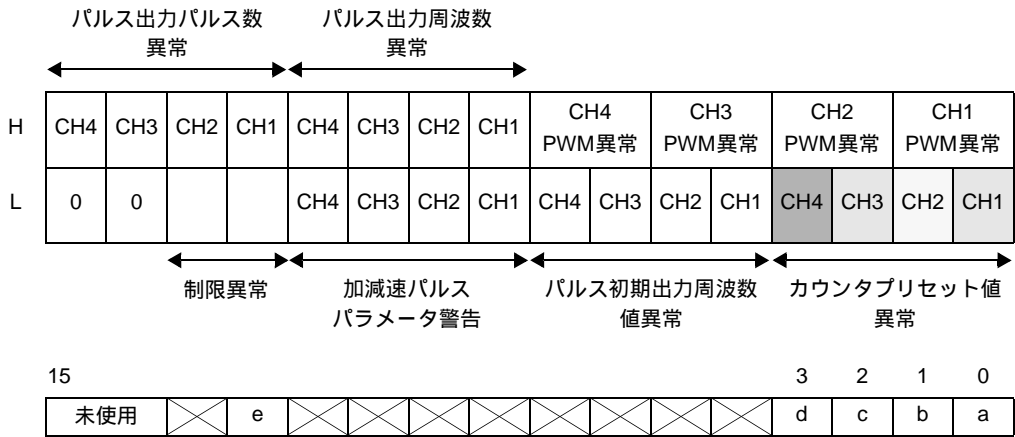 パルス出力パルス数
異常
パルス出力周波数
異常
H
CH4 CH3 CH2 CH1 CH4 CH3 CH2 CH1
CH4
PWM異常
CH3
PWM異常
CH2
PWM異常
CH1
PWM異常
L
0 0 CH4 CH3 CH2 CH1 CH4 CH3 CH2 CH1 CH4 CH3 CH2 CH1
制限異常
加減速パルス
パラメータ警告
パルス初期出力周波数
値異常
カウンタプリセット値
異常
15 3 2 1 0
未使用 e d c b a